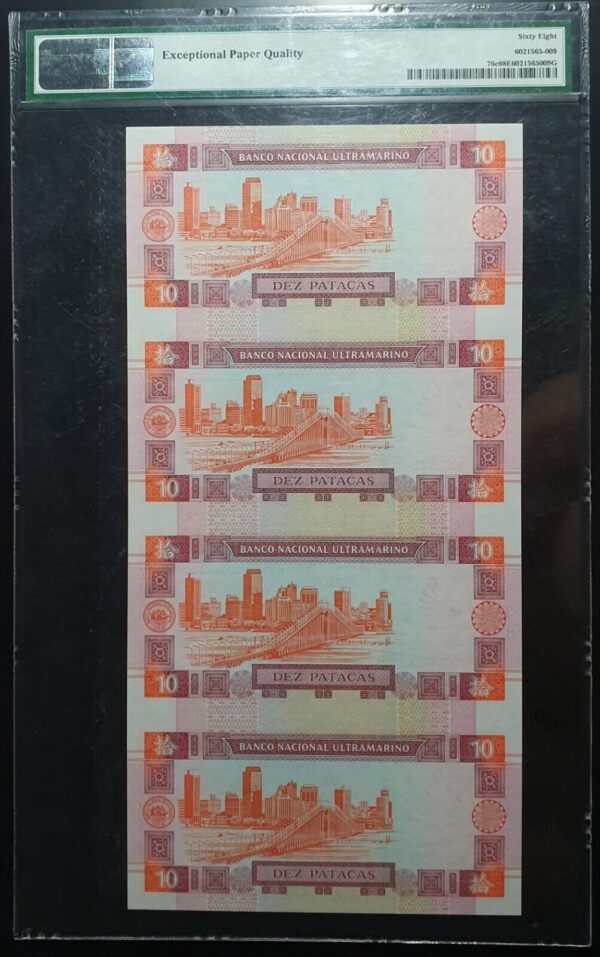 Exceptional Paper Quality
Sixty Eight
6021565-009
76c68E6021565009G
拾 BANCO NACIONAL ULTRAMARINO 10
10 DEZ PATACAS 拾
拾 BANCO NACIONAL ULTRAMARINO 10
10 DEZ PATACAS 拾
拾 BANCO NACIONAL ULTRAMARINO 10
10 DEZ PATACAS 拾
拾 BANCO NACIONAL ULTRAMARINO 10
10 DEZ PATACAS 拾